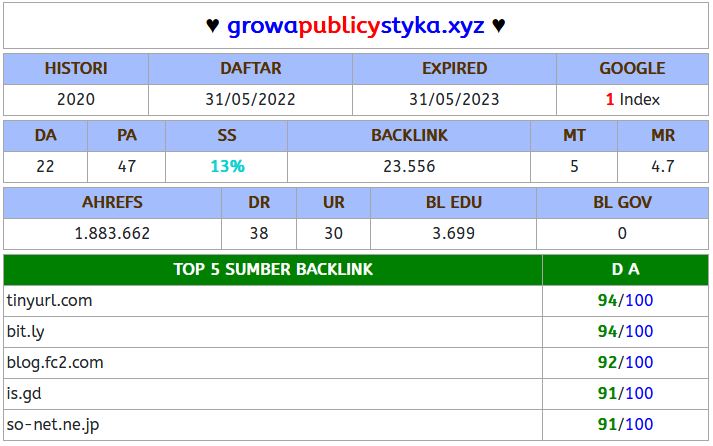 ♥ growapublicystyka.xyz ♥
HISTORI DAFTAR EXPIRED GOOGLE
2020 31/05/2022 31/05/2023 1 Index
DA PA SS BACKLINK MT MR
22 47 13% 23.556 5 4.7
AHREFS DR UR BL EDU BL GOV
1.883.662 38 30 3.699 0
TOP 5 SUMBER BACKLINK D A
tinyurl.com 94/100
bit.ly 94/100
blog.fc2.com 92/100
is.gd 91/100
so-net.ne.jp 91/100